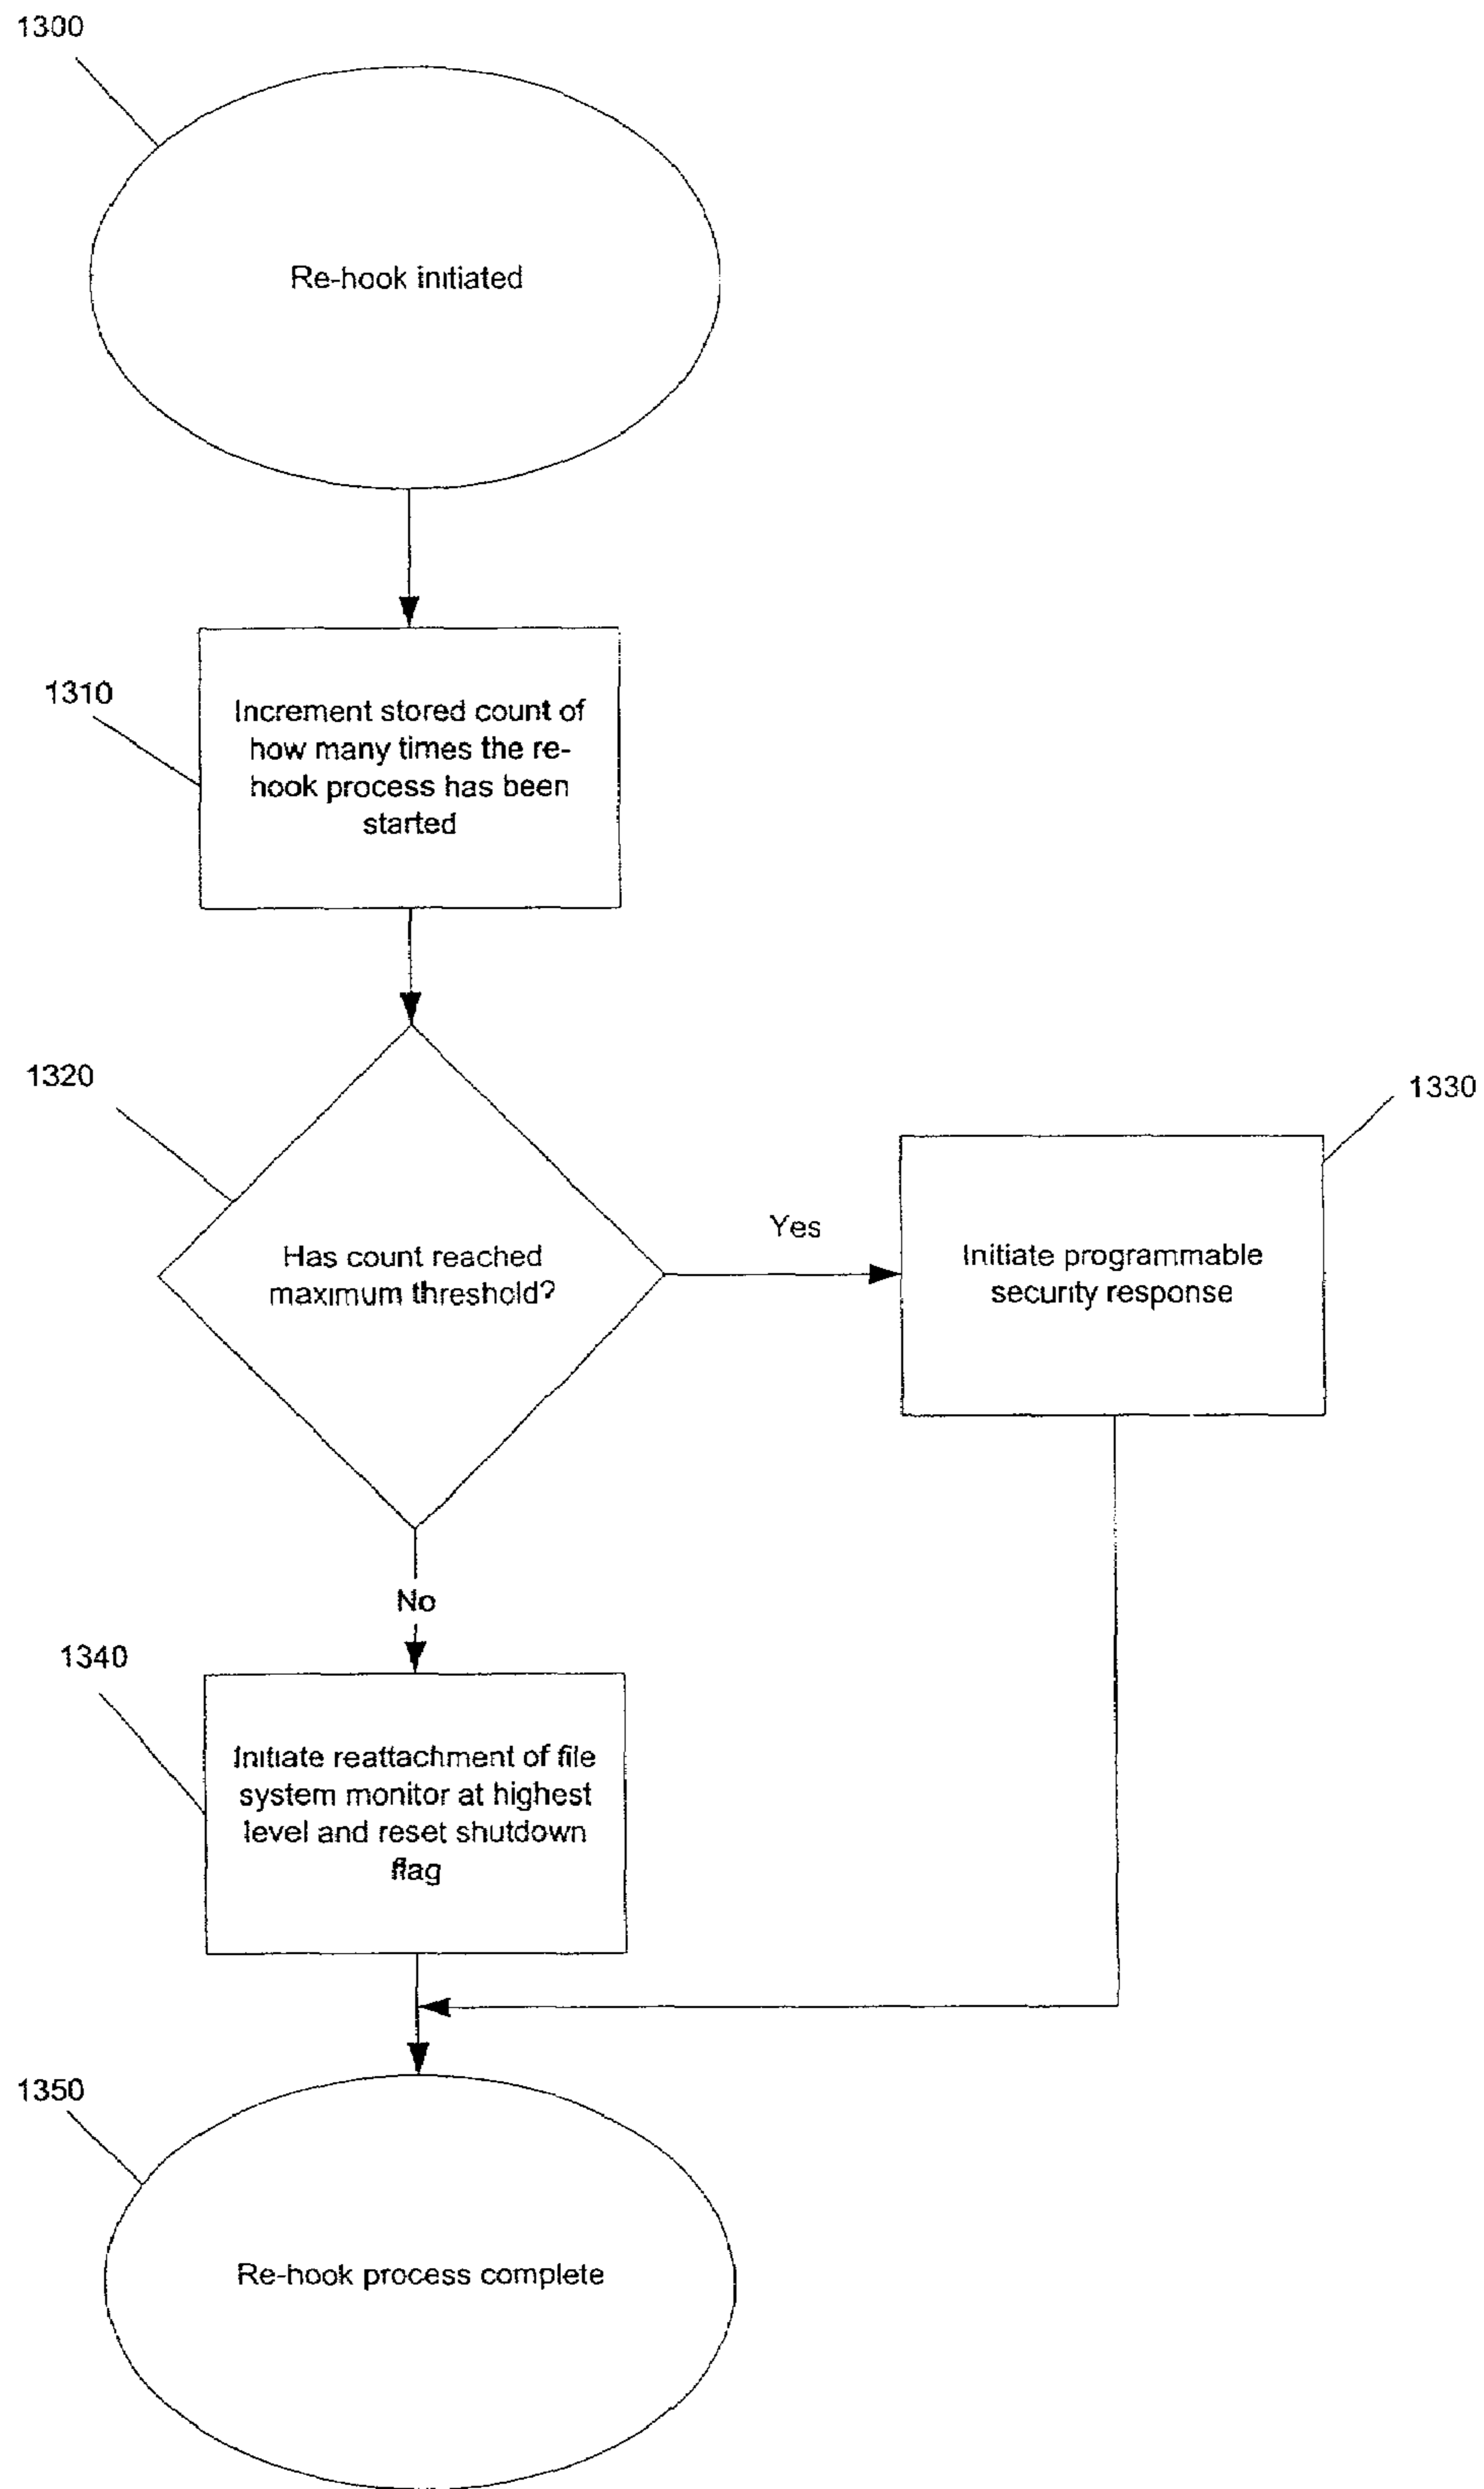 1300
Re-hook initiated
1310
Increment stored count of
how many times the re-
hook process has been
started
1320
Has count reached
maximum threshold?
Yes
1330
Initiate programmable
security response
No
1340
Initiate reattachment of file
system monitor at highest
level and reset shutdown
flag
1350
Re-hook process complete